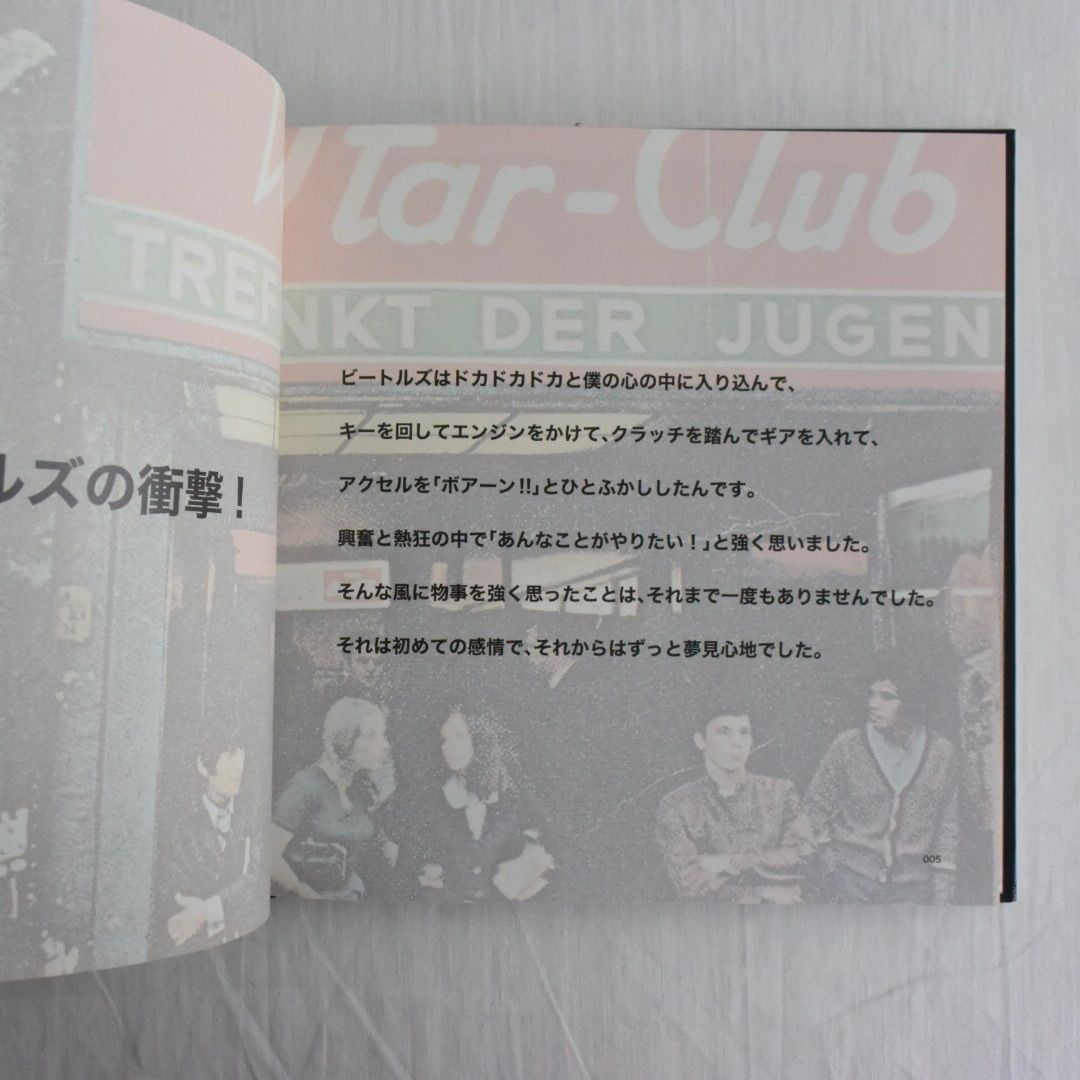 Tar-Club
TREF
NKT DER JUGEN
ルズの衝撃！
ビートルズはドカドカドカと僕の心の中に入り込んで、
キーを回してエンジンをかけて、クラッチを踏んでギアを入れて、
アクセルを「ボアーン!!」とひとふかししたんです。
興奮と熱狂の中で「あんなことがやりたい！」と強く思いました。
そんな風に物事を強く思ったことは、それまで一度もありませんでした。
それは初めての感情で、それからはずっと夢見心地でした。
005